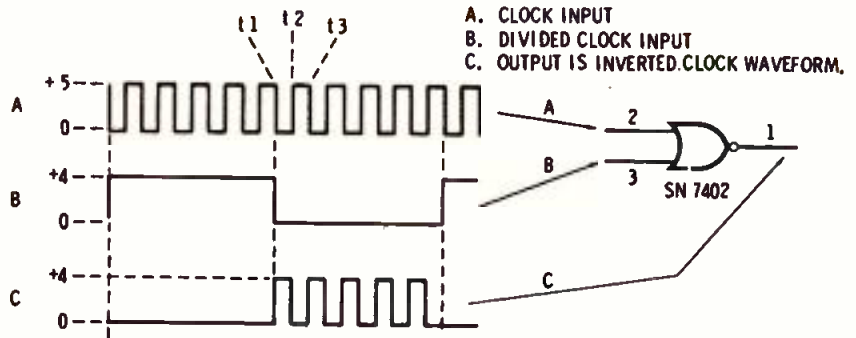 A. CLOCK INPUT
B. DIVIDED CLOCK INPUT
C. OUTPUT IS INVERTED.CLOCK WAVEFORM.
t1 t2 t3
+5
A
0
+4
B
0
+4
C
0
A
2
1
B
3
SN 7402
C